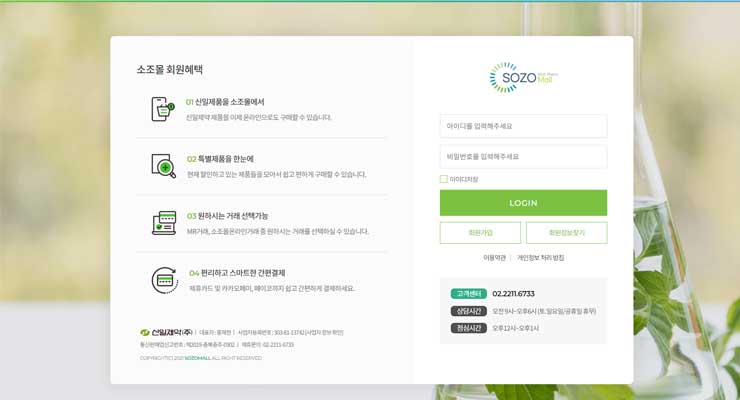 소조몰 회원혜택
01 신일제품을 소조몰에서
신일제약 제품을 이제 온라인으로도 구매할 수 있습니다.
02 특별제품을 한눈에
현재 할인하고 있는 제품들을 모아서 쉽고 편하게 구매할 수 있습니다.
03 원하시는 거래 선택가능
MR거래, 소조몰온라인거래 중 원하시는 거래를 선택하실 수 있습니다.
04 편리하고 스마트한 간편결제
제휴카드 및 카카오페이, 페이코까지 쉽고 간편하게 결제하세요.
신일제약(주) | 대표자 : 홍재현 | 사업자등록번호 : 303-81-13742 [사업자 정보 확인]
통신판매업신고번호 : 제2019-충북충주-0902 | 제휴문의 : 02-2211-6733
COPYRIGHT(C) 2021 SOZOMALL ALL RIGHT RESERVED
SOZO Mall
아이디를 입력해주세요
비밀번호를 입력해주세요
아이디저장
LOGIN
회원가입
회원정보찾기
이용약관 | 개인정보 처리 방침
고객센터 02.2211.6733
상담시간 오전 9시~오후6시 (토.일요일/공휴일 휴무)
점심시간 오후12시~오후1시